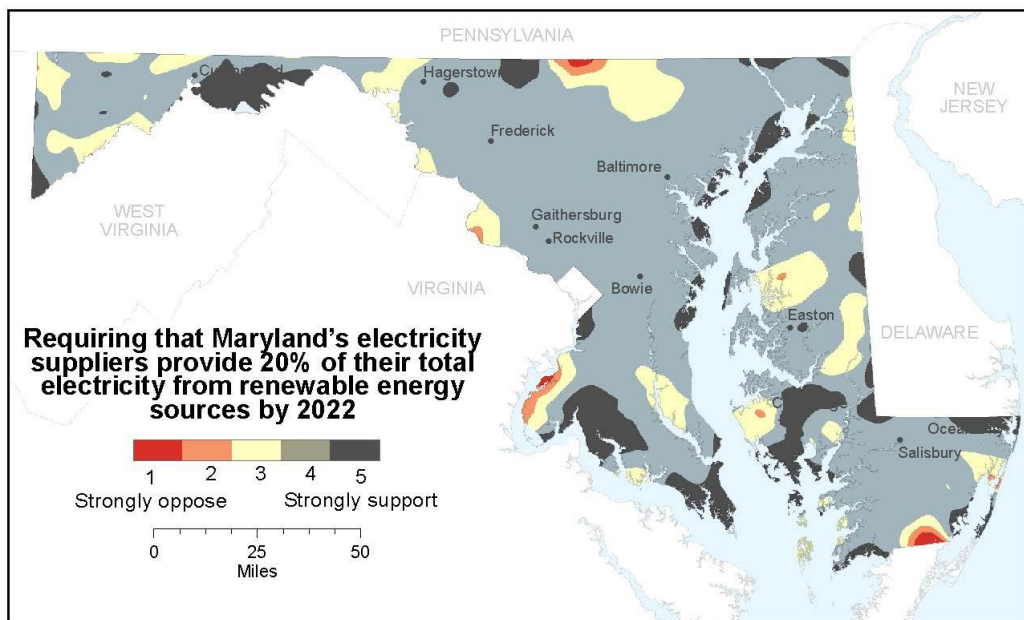 PENNSYLVANIA
Hagerstown
NEW
JERSEY
Frederick
Baltimore
WEST
VIRGINIA
Gaithersburg
Rockville
VIRGINIA
Bowie
Easton
DELAWARE
Requiring that Maryland's electricity
suppliers provide 20% of their total
electricity from renewable energy
sources by 2022
Salisbury
1 2 3 4 5
Strongly oppose Strongly support
0 25 50
Miles